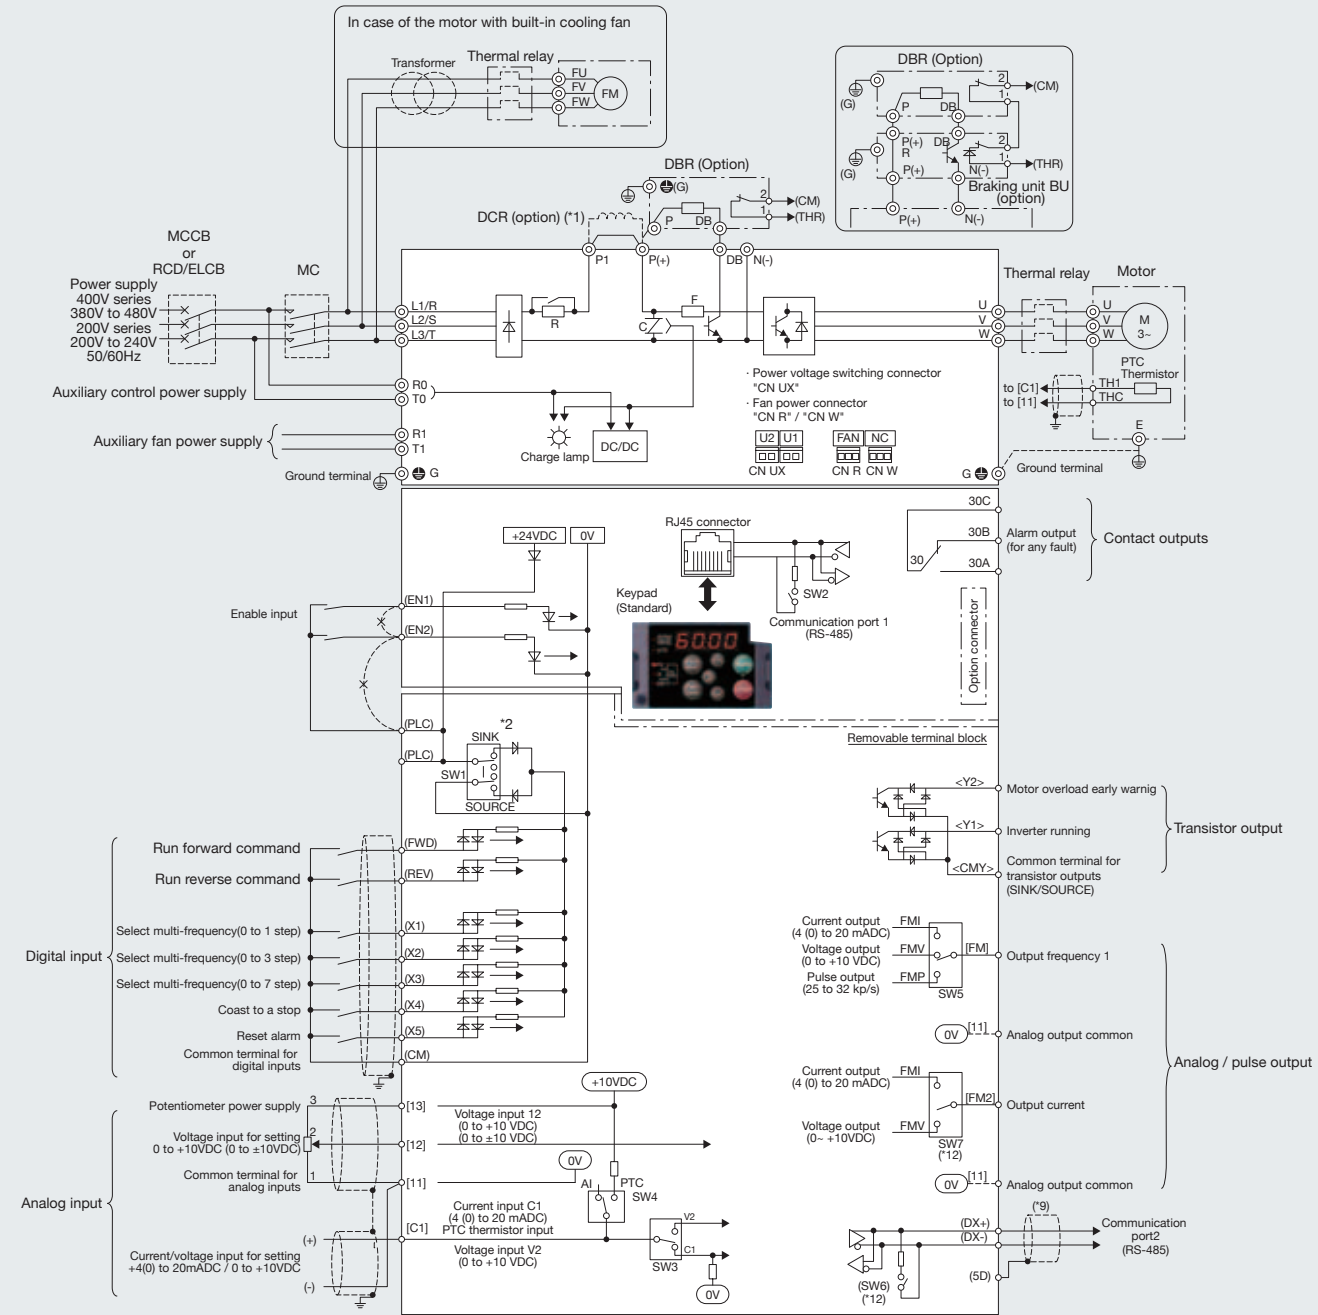 In case of the motor with built-in cooling fan
Transformer
Thermal relay
FU
FV
FW
FM
DBR (Option)
(G)
P
DB
2
1
(CM)
(G)
P(+)
R
DB
2
1
(THR)
P(+)
N(-)
Braking unit BU
(option)
P(+)
N(-)
DBR (Option)
(G)
P
DB
2
1
(CM)
(THR)
DCR (option) (*1)
P1
P(+)
DB
N(-)
MCCB
or
RCD/ELCB
MC
Power supply
400V series
380V to 480V
200V series
200V to 240V
50/60Hz
L1/R
L2/S
L3/T
R
C
F
U
V
W
Thermal relay
Motor
U
V
W
M
3~
PTC
Thermistor
to [C1]
to [11]
TH1
THC
E
Auxiliary control power supply
R0
T0
Auxiliary fan power supply
R1
T1
Ground terminal
G
Charge lamp
DC/DC
· Power voltage switching connector
"CN UX"
· Fan power connector
"CN R" / "CN W"
U2 U1
FAN NC
CN UX
CN R CN W
G
Ground terminal
+24VDC
0V
RJ45 connector
SW2
Keypad
(Standard)
Communication port 1
(RS-485)
60.00
30C
30B
30A
30
Alarm output
(for any fault)
Contact outputs
Option connector
Enable input
(EN1)
(EN2)
(PLC)
(PLC)
*2
SINK
SW1
SOURCE
Removable terminal block
<Y2>
Motor overload early warnig
<Y1>
Inverter running
<CMY>
Common terminal for
transistor outputs
(SINK/SOURCE)
Transistor output
Digital input
Run forward command
(FWD)
Run reverse command
(REV)
Select multi-frequency(0 to 1 step)
(X1)
Select multi-frequency(0 to 3 step)
(X2)
Select multi-frequency(0 to 7 step)
(X3)
Coast to a stop
(X4)
Reset alarm
(X5)
Common terminal for
digital inputs
(CM)
Current output
(4 (0) to 20 mADC)
FMI
Voltage output
(0 to +10 VDC)
FMV
Pulse output
(25 to 32 kp/s)
FMP
SW5
[FM]
Output frequency 1
0V
[11]
Analog output common
Current output
(4 (0) to 20 mADC)
FMI
Voltage output
(0~ +10VDC)
FMV
SW7
(*12)
[FM2]
Output current
0V
[11]
Analog output common
Analog / pulse output
Analog input
Potentiometer power supply
3
[13]
Voltage input for setting
0 to +10VDC (0 to ±10VDC)
2
[12]
Common terminal for
analog inputs
1
[11]
(+)
[C1]
Current/voltage input for setting
+4(0) to 20mADC / 0 to +10VDC
(-)
+10VDC
Voltage input 12
(0 to +10 VDC)
(0 to ±10 VDC)
0V
AI
PTC
SW4
Current input C1
(4 (0) to 20 mADC)
PTC thermistor input
Voltage input V2
(0 to +10 VDC)
V2
C1
SW3
0V
(SW6)
(*12)
(DX+)
(DX-)
(5D)
(*9)
Communication
port2
(RS-485)